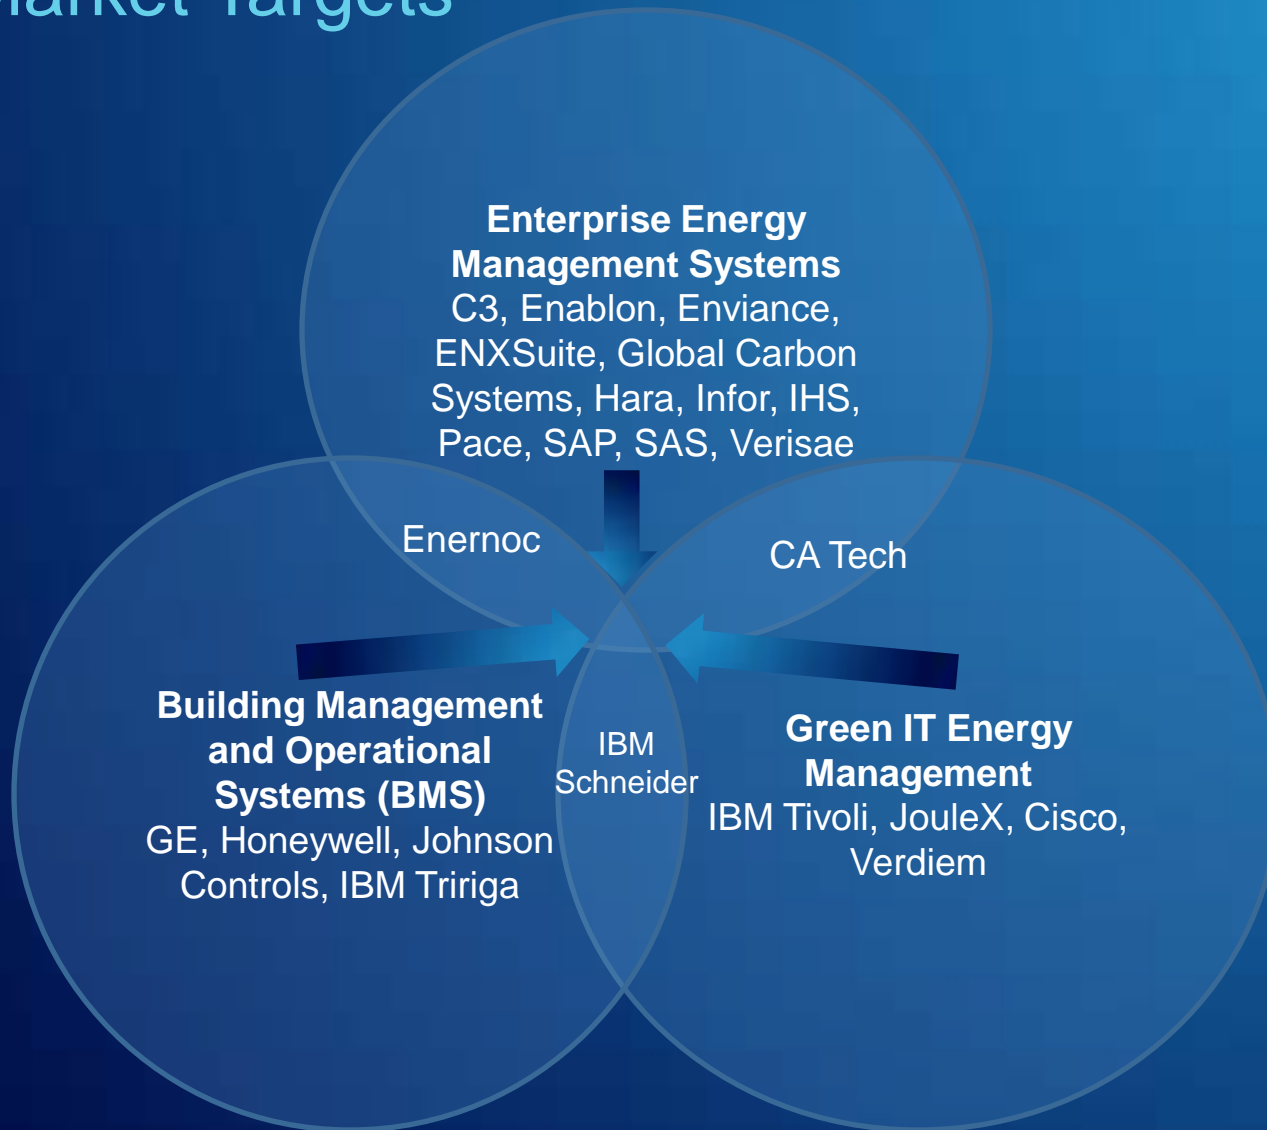 Market Targets
Enterprise Energy
Management Systems
C3, Enablon, Enviance,
ENXSuite, Global Carbon
Systems, Hara, Infor, IHS,
Pace, SAP, SAS, Verisae
Enernoc
CA Tech
Building Management
and Operational
Systems (BMS)
GE, Honeywell, Johnson
Controls, IBM Tririga
IBM
Schneider
Green IT Energy
Management
IBM Tivoli, JouleX, Cisco,
Verdiem